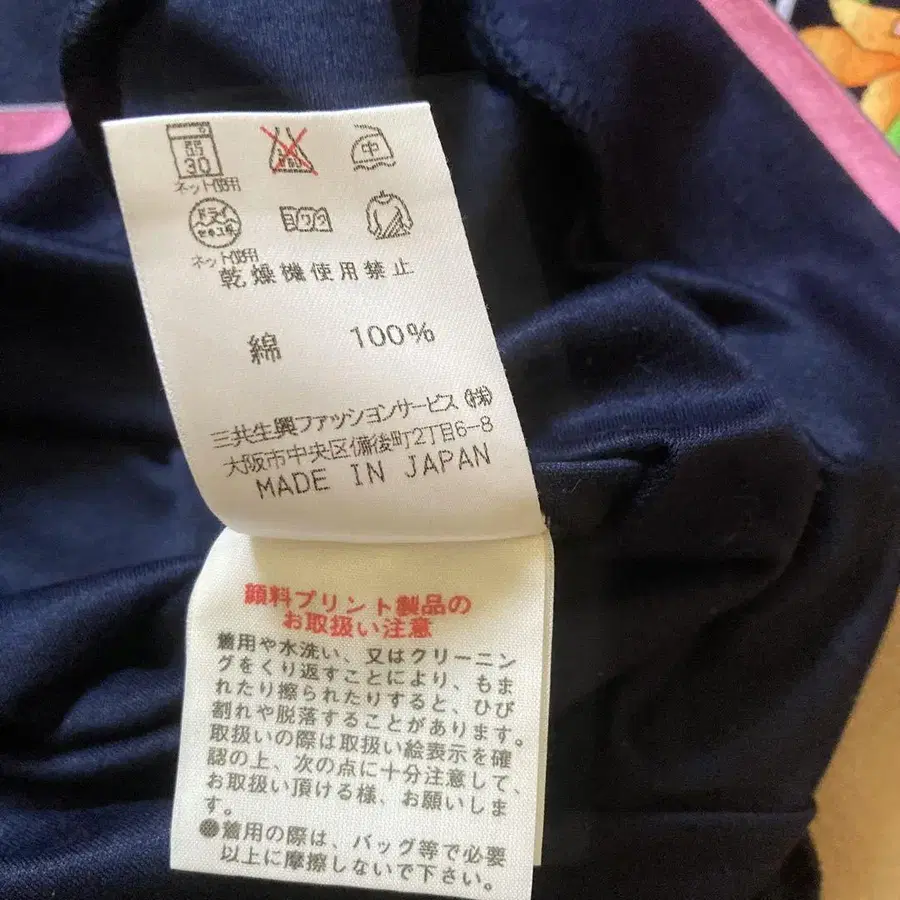 30
ネット使用
中
ドライ
ネット使用
乾燥機使用禁止
綿 100%
三共生興ファッションサービス(株)
大阪市中央区備後町2丁目6-8
MADE IN JAPAN
顔料プリント製品の
お取扱い注意
着用や水洗い、又はクリーニン
グをくり返すことにより、もま
れたり擦られたりすると、ひび
割れや脱落することがあります。
取扱いの際は取扱い絵表示を確
認の上、次の点に十分注意して、
お取扱い頂ける様、お願いしま
す。
●着用の際は、バッグ等で必要
以上に摩擦しないで下さい。